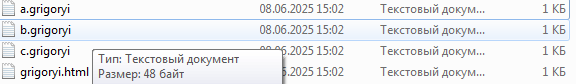 a.grigoryi 08.06.2025 15:02 Текстовый докум... 1 КБ
b.grigoryi 08.06.2025 15:02 Текстовый докум... 1 КБ
c.grigoryi 08.06.2025 15:02 Текстовый докум... 1 КБ
Тип: Текстовый документ
grigoryi.html 08.06.2025 15:02 Текстовый докум... 1 КБ
Размер: 48 байт